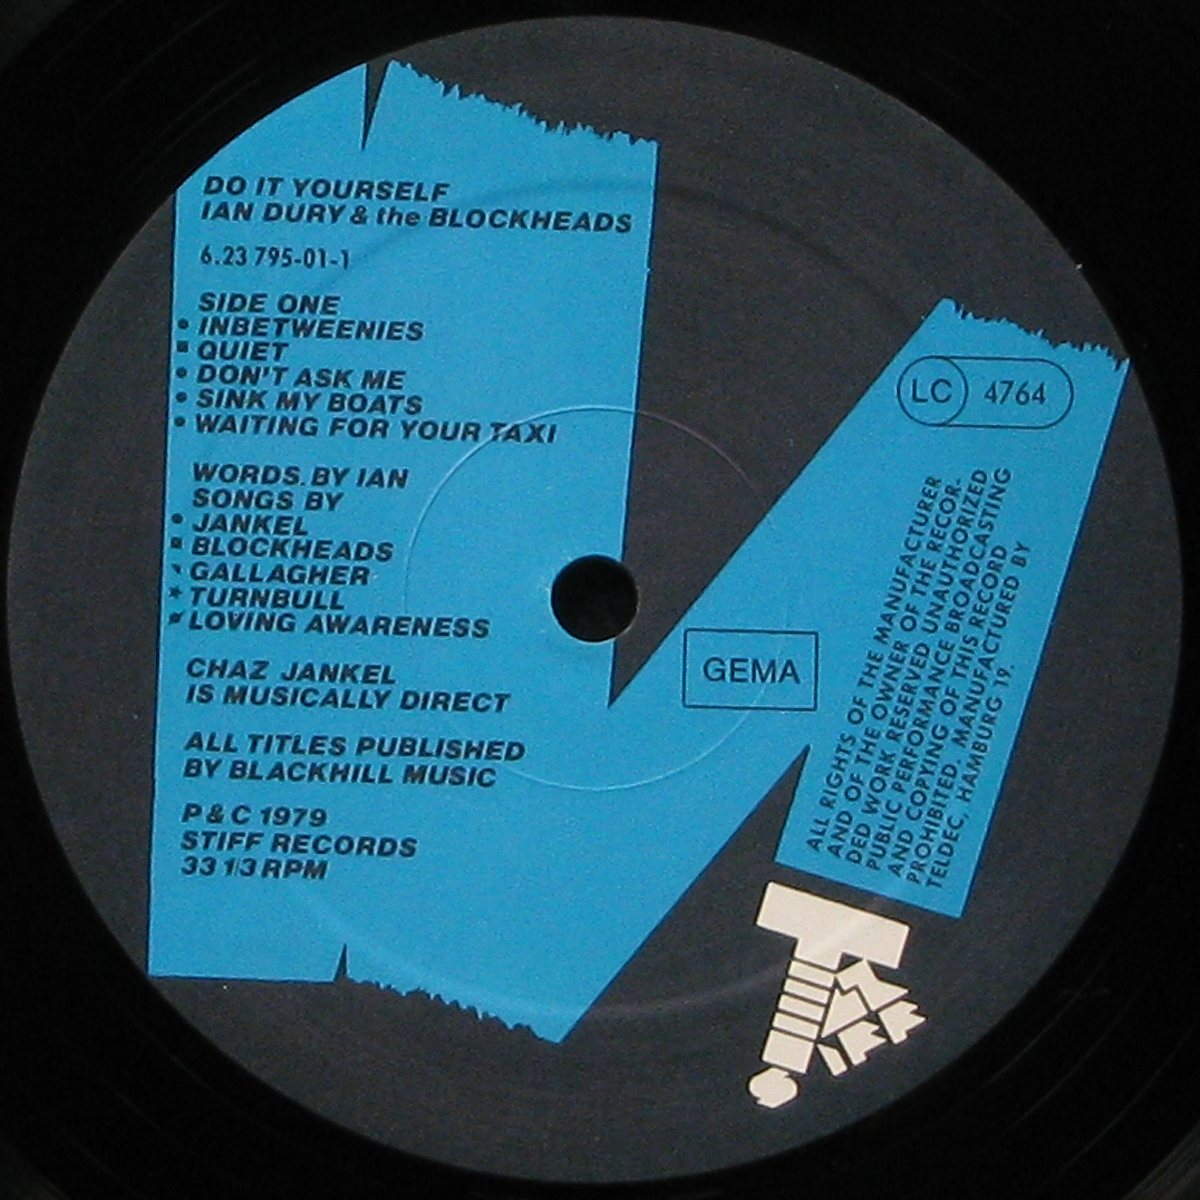 DO IT YOURSELF
IAN DURY & the BLOCKHEADS
6.23 795-01-1
SIDE ONE
• INBETWEENIES
▪ QUIET
• DON'T ASK ME
• SINK MY BOATS
• WAITING FOR YOUR TAXI
WORDS. BY IAN
SONGS BY
• JANKEL
▪ BLOCKHEADS
GALLAGHER
* TURNBULL
LOVING AWARENESS
CHAZ JANKEL
IS MUSICALLY DIRECT
ALL TITLES PUBLISHED
BY BLACKHILL MUSIC
P & C 1979
STIFF RECORDS
33 1/3 RPM
LC 4764
GEMA
ALL RIGHTS OF THE MANUFACTURER
AND OF THE OWNER OF THE RECOR-
DED WORK RESERVED UNAUTHORIZED
PUBLIC PERFORMANCE BROADCASTING
AND COPYING OF THIS RECORD
PROHIBITED. MANUFACTURED BY
TELDEC, HAMBURG 19.